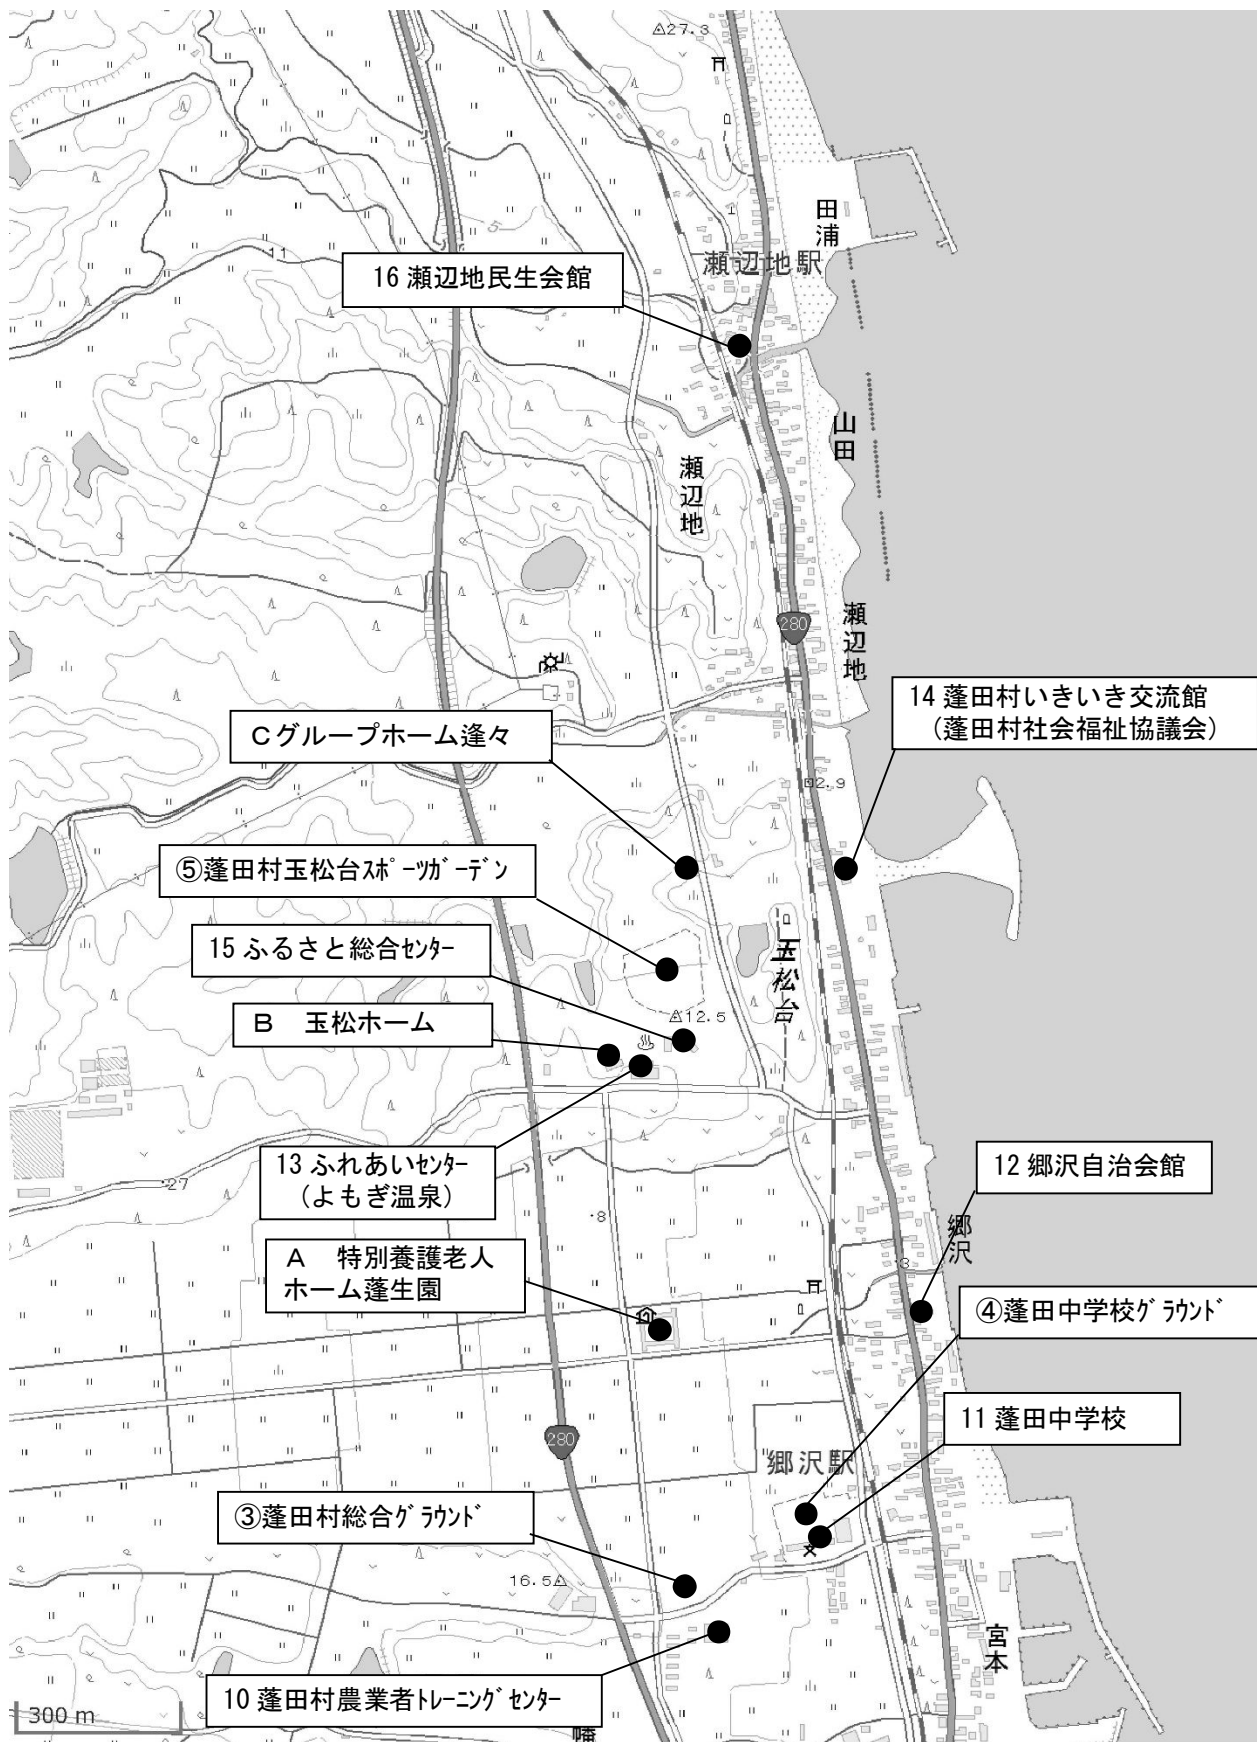 27.3
田浦
瀬辺地駅
16 瀬辺地民生会館
5
11
山田
瀬辺地
280
瀬辺地
14 蓬田村いきいき交流館
（蓬田村社会福祉協議会）
Cグループホーム逢々
2.9
⑤蓬田村玉松台ｽﾎﾟｰﾂｶﾞｰﾃﾞﾝ
玉松台
15 ふるさと総合ｾﾝﾀｰ
12.5
B　玉松ホーム
13 ふれあいｾﾝﾀｰ
（よもぎ温泉）
12 郷沢自治会館
27
8
郷沢
A　特別養護老人
ホーム蓬生園
3
④蓬田中学校ｸﾞﾗｳﾝﾄﾞ
11 蓬田中学校
280
郷沢駅
③蓬田村総合ｸﾞﾗｳﾝﾄﾞ
16.5
宮本
10 蓬田村農業者ﾄﾚｰﾆﾝｸﾞｾﾝﾀｰ
300 m